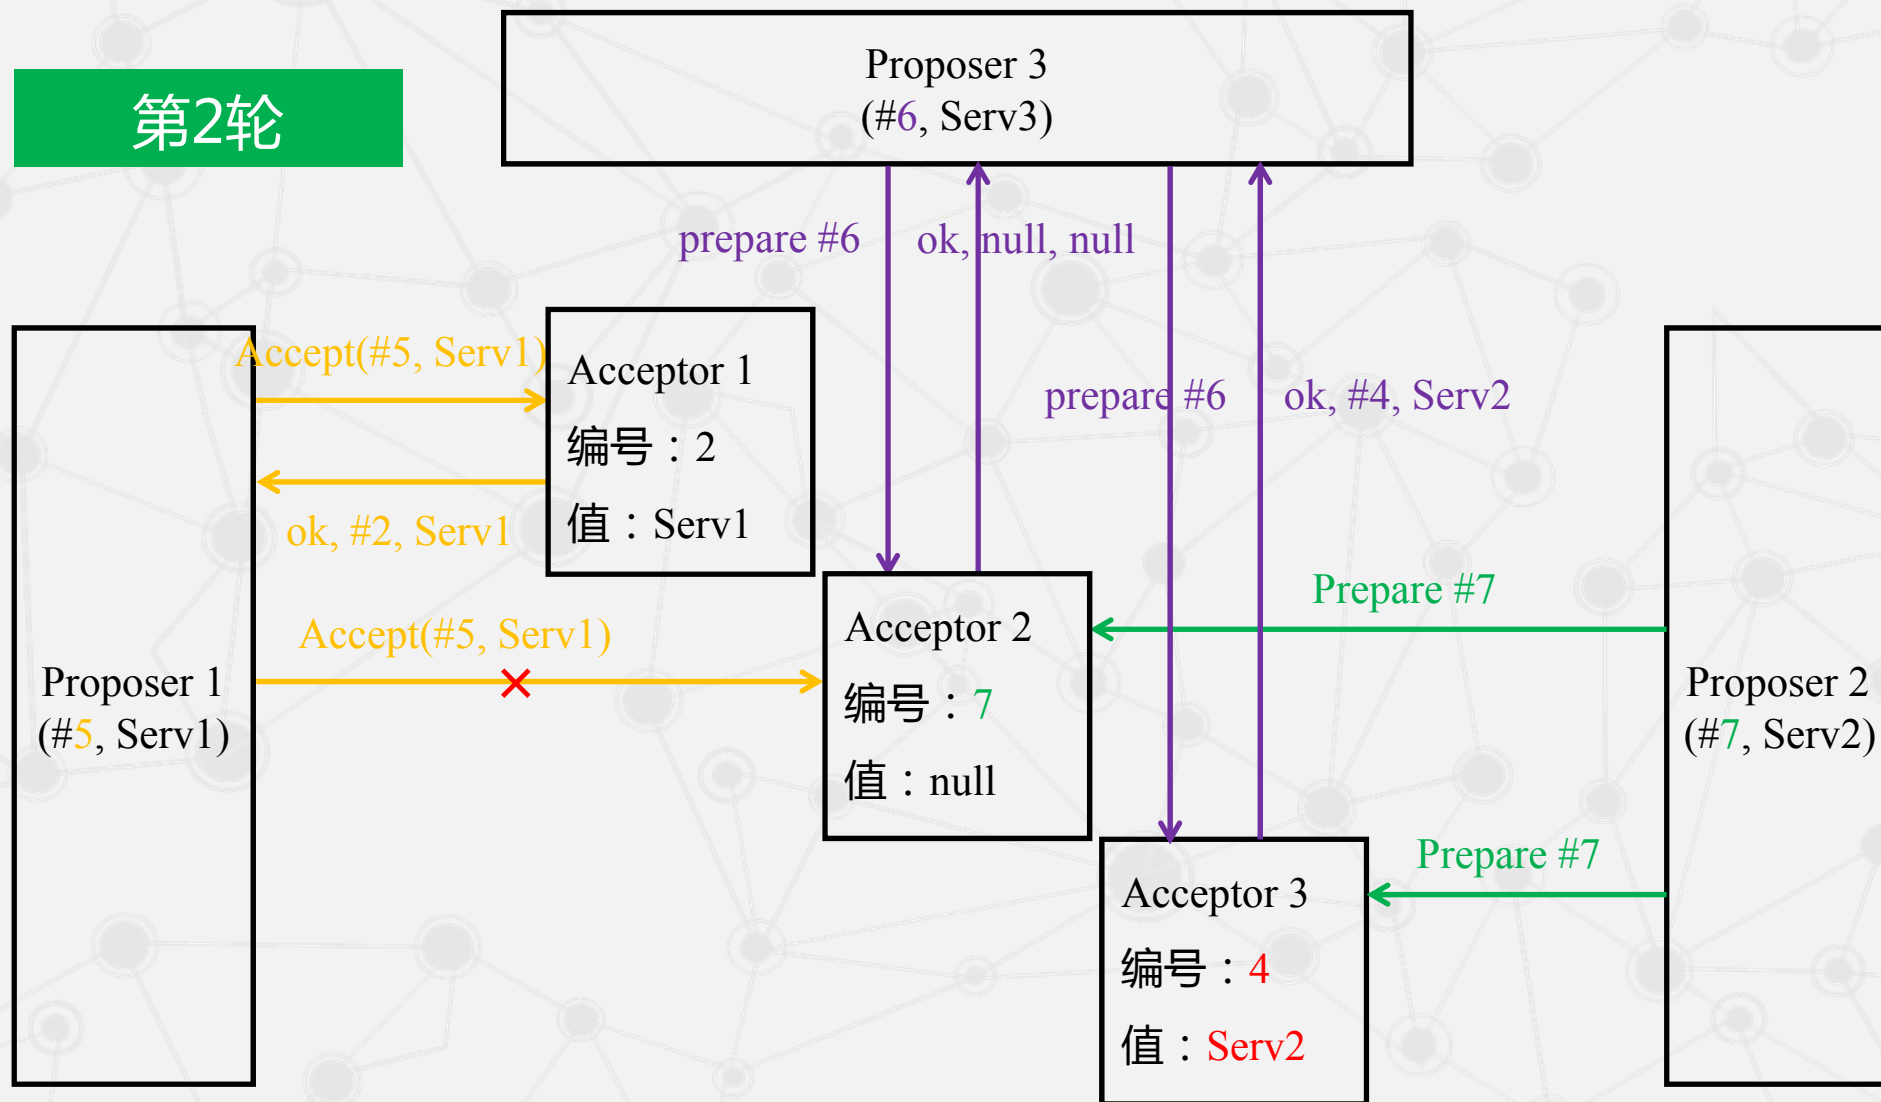 第2轮
Proposer 3
(#6, Serv3)
prepare #6
ok, null, null
Accept(#5, Serv1)
Acceptor 1
编号：2
值：Serv1
ok, #2, Serv1
prepare #6
ok, #4, Serv2
Prepare #7
Accept(#5, Serv1)
Acceptor 2
编号：7
值：null
Proposer 1
(#5, Serv1)
Proposer 2
(#7, Serv2)
Prepare #7
Acceptor 3
编号：4
值：Serv2